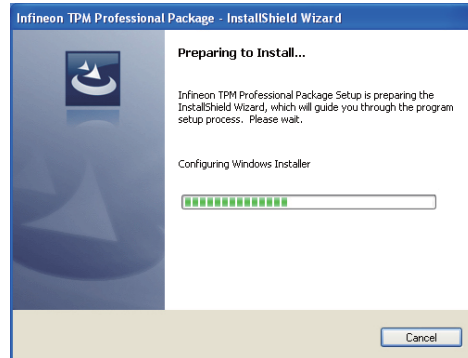 Infineon TPM Professional Package - InstallShield Wizard
Preparing to Install...
Infineon TPM Professional Package Setup is preparing the
InstallShield Wizard, which will guide you through the program
setup process.  Please wait.
Configuring Windows Installer
Cancel